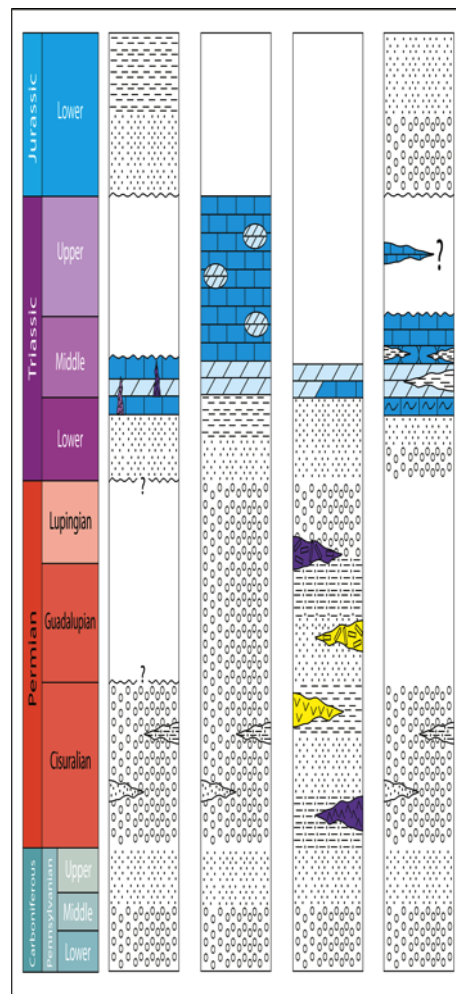 Jurassic
Lower
Triassic
Upper
Middle
Lower
Permian
Lupingian
Guadalupian
Cisuralian
Carboniferous
Pennsylvanian
Upper
Middle
Lower
?
?
?